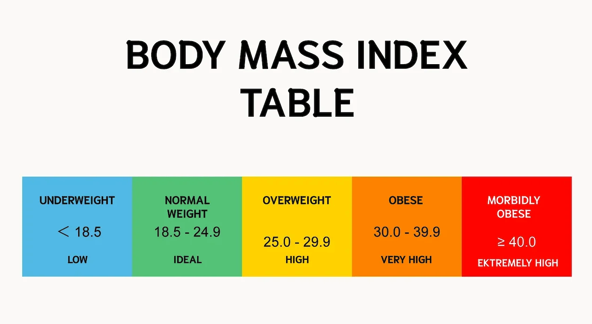 BODY MASS INDEX
TABLE
UNDERWEIGHT
< 18.5
LOW
NORMAL
WEIGHT
18.5 - 24.9
IDEAL
OVERWEIGHT
25.0 - 29.9
HIGH
OBESE
30.0 - 39.9
VERY HIGH
MORBIDLY
OBESE
≥ 40.0
EKTREMELY HIGH